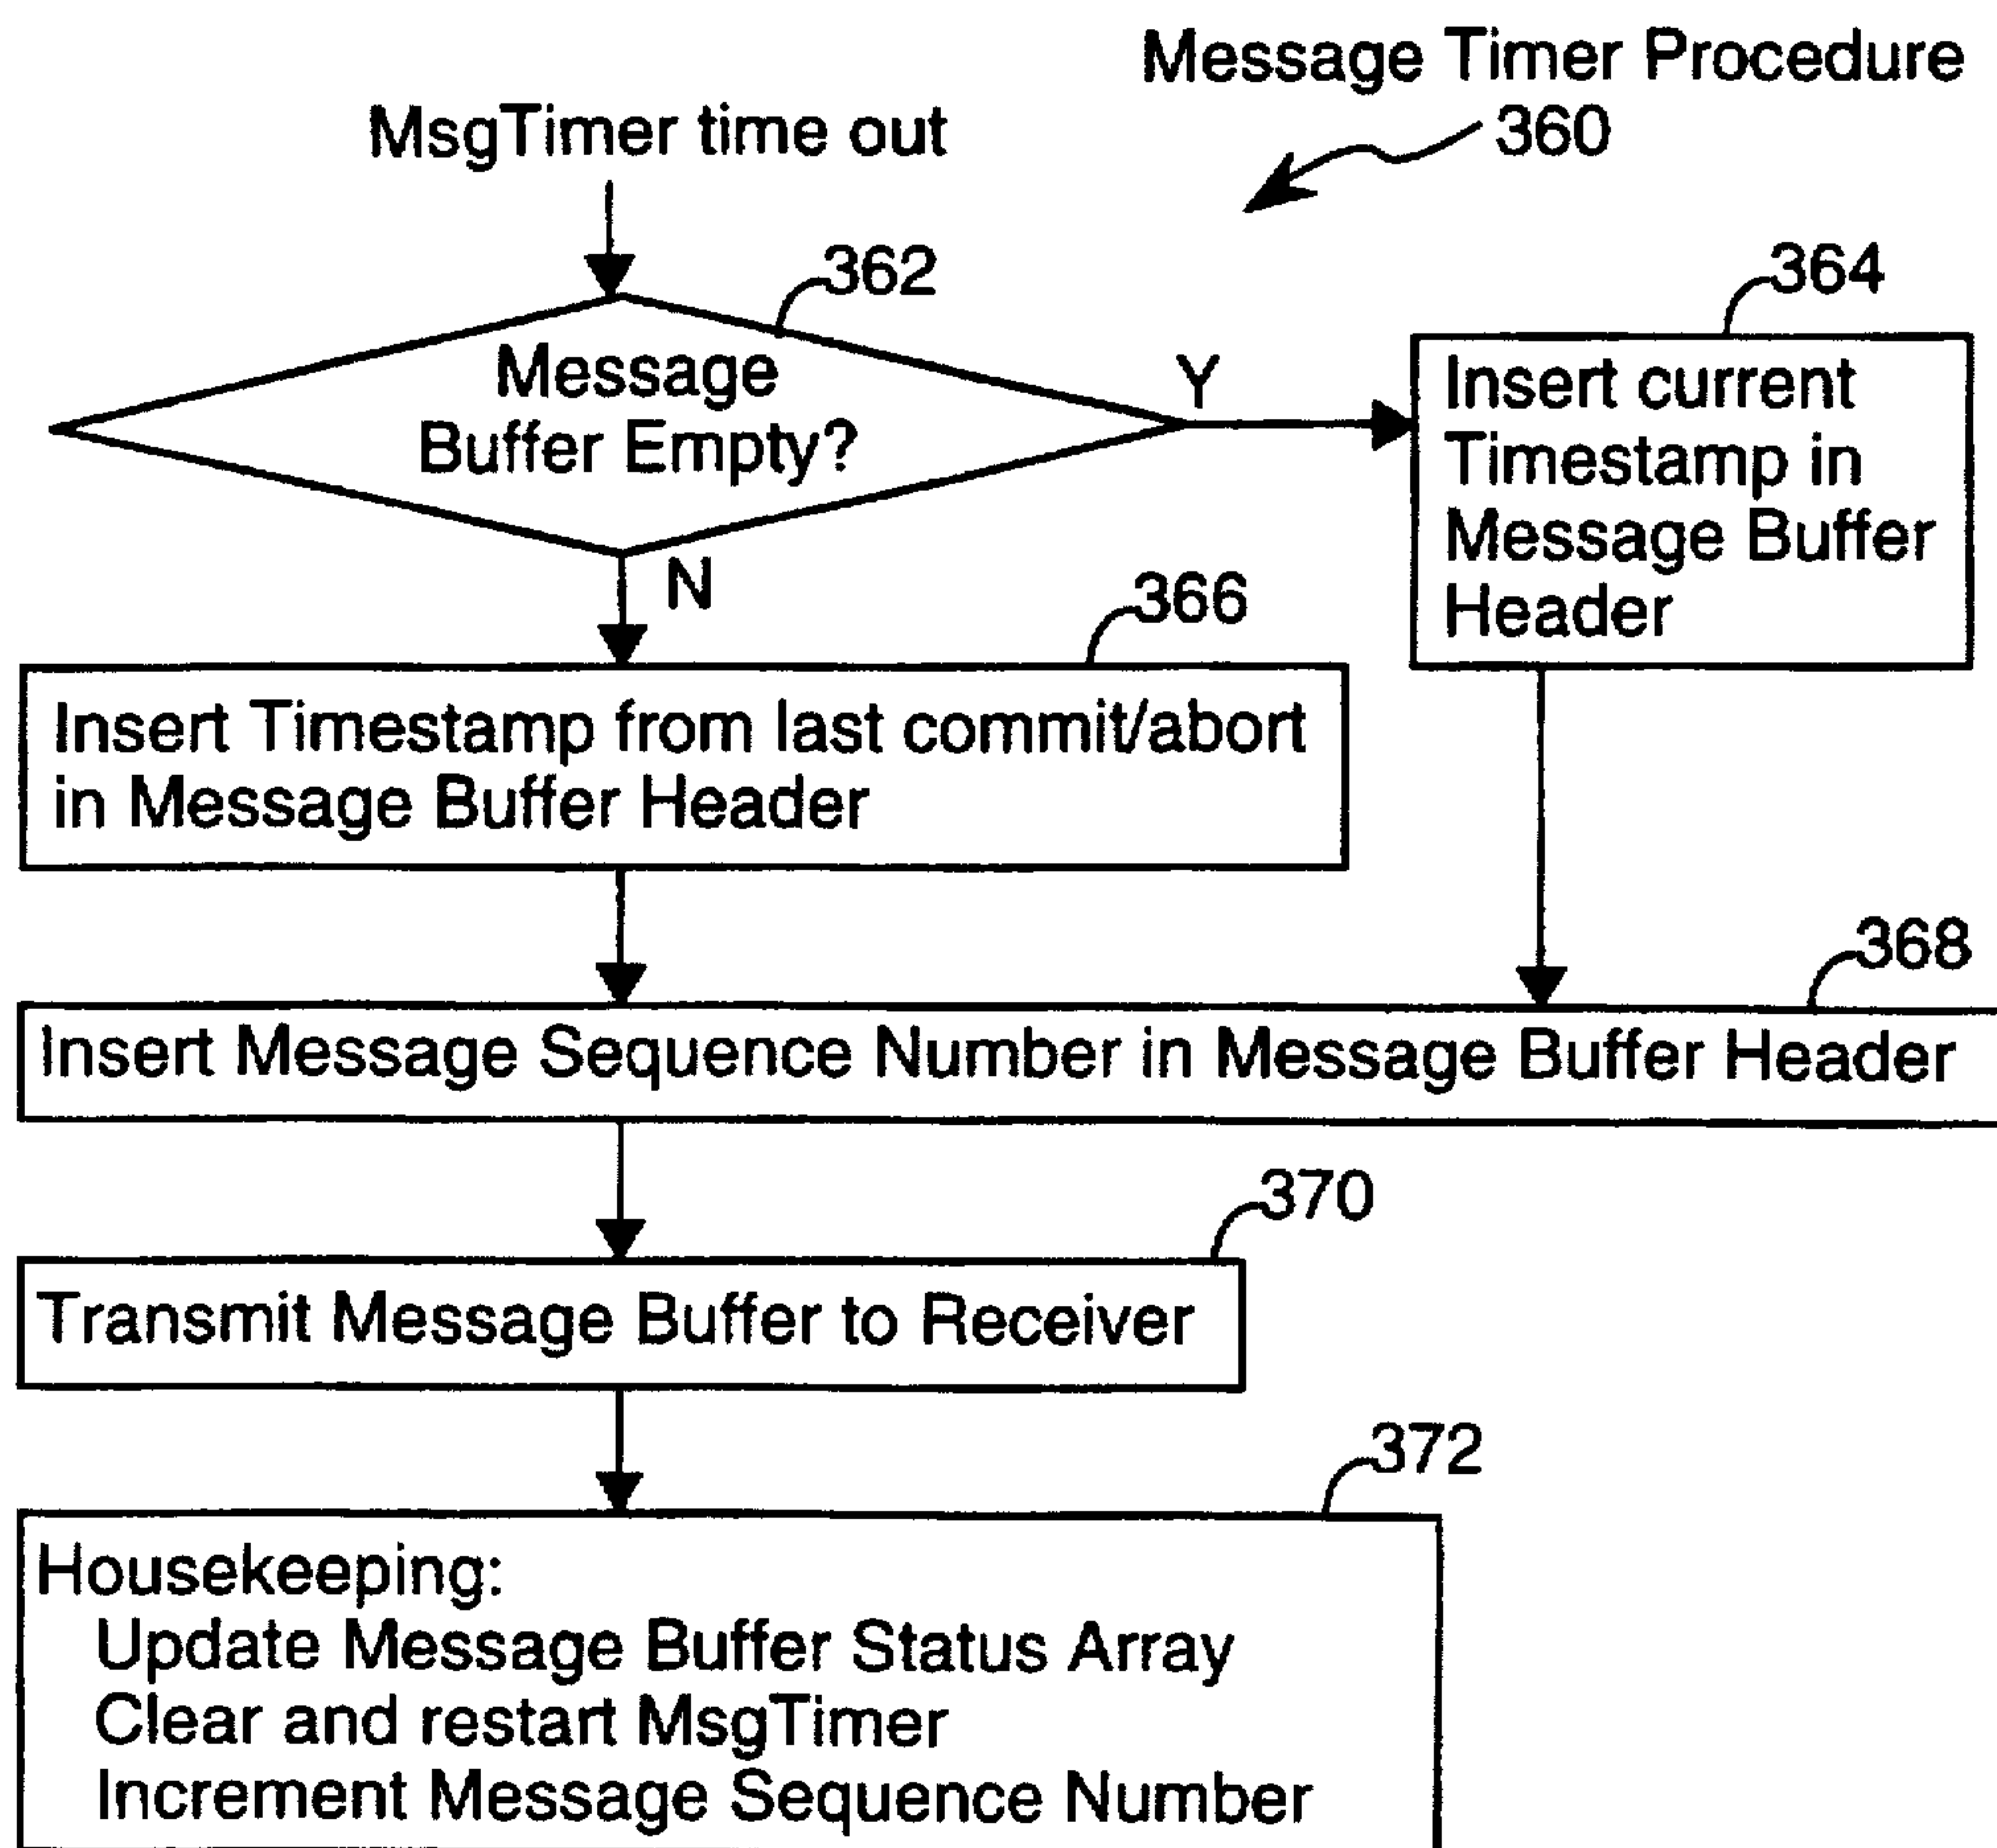 Message Timer Procedure
360
MsgTimer time out
362
Message
Buffer Empty?
Y
364
Insert current
Timestamp in
Message Buffer
Header
N
366
Insert Timestamp from last commit/abort
in Message Buffer Header
368
Insert Message Sequence Number in Message Buffer Header
370
Transmit Message Buffer to Receiver
372
Housekeeping:
Update Message Buffer Status Array
Clear and restart MsgTimer
Increment Message Sequence Number